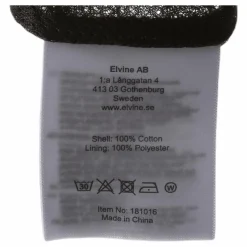 Elvine AB
1:a Långgatan 4
413 03 Gothenburg
Sweden
www.elvine.se
Shell: 100% Cotton
Lining: 100% Polyester.
30
W
Item No: 181016
Made in China